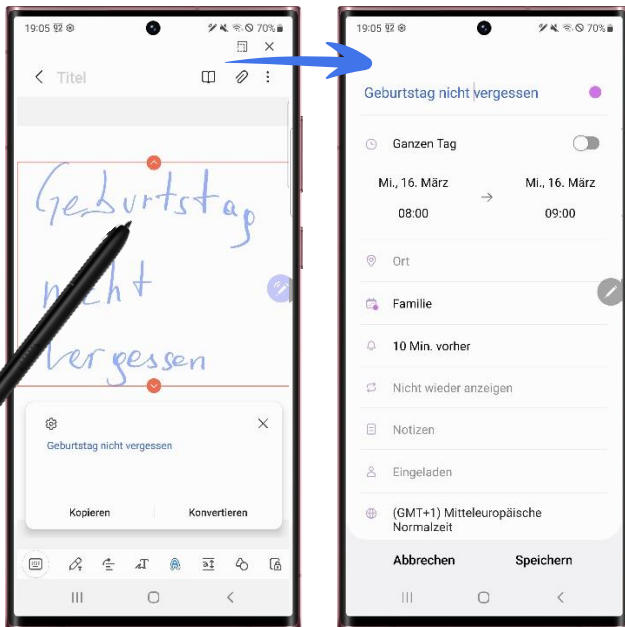 19:05 70%
Titel
Geburtstag
nicht
vergessen
Geburtstag nicht vergessen
Kopieren Konvertieren
19:05 70%
Geburtstag nicht vergessen
Ganzen Tag
Mi., 16. März Mi., 16. März
08:00 09:00
Ort
Familie
10 Min. vorher
Nicht wieder anzeigen
Notizen
Eingeladen
(GMT+1) Mitteleuropäische
Normalzeit
Abbrechen Speichern